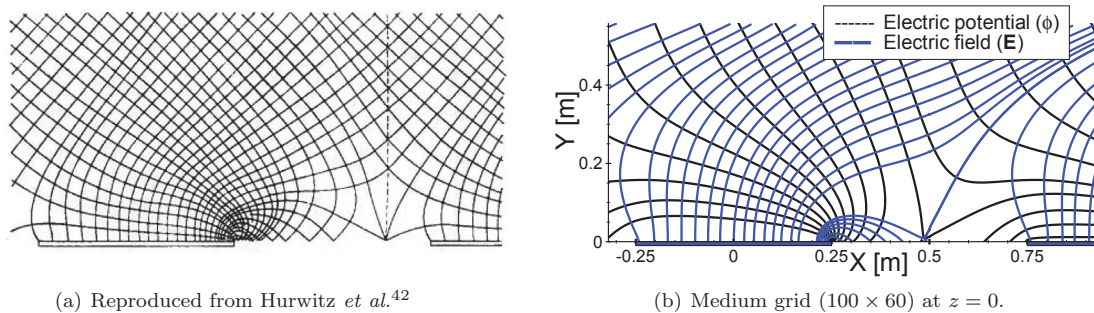 Electric potential (ϕ)
Electric field (E)
Y [m]
0.4
0.2
0
-0.25
0
0.25
X [m]
0.5
0.75
(a) Reproduced from Hurwitz et al.42
(b) Medium grid (100 × 60) at z = 0.